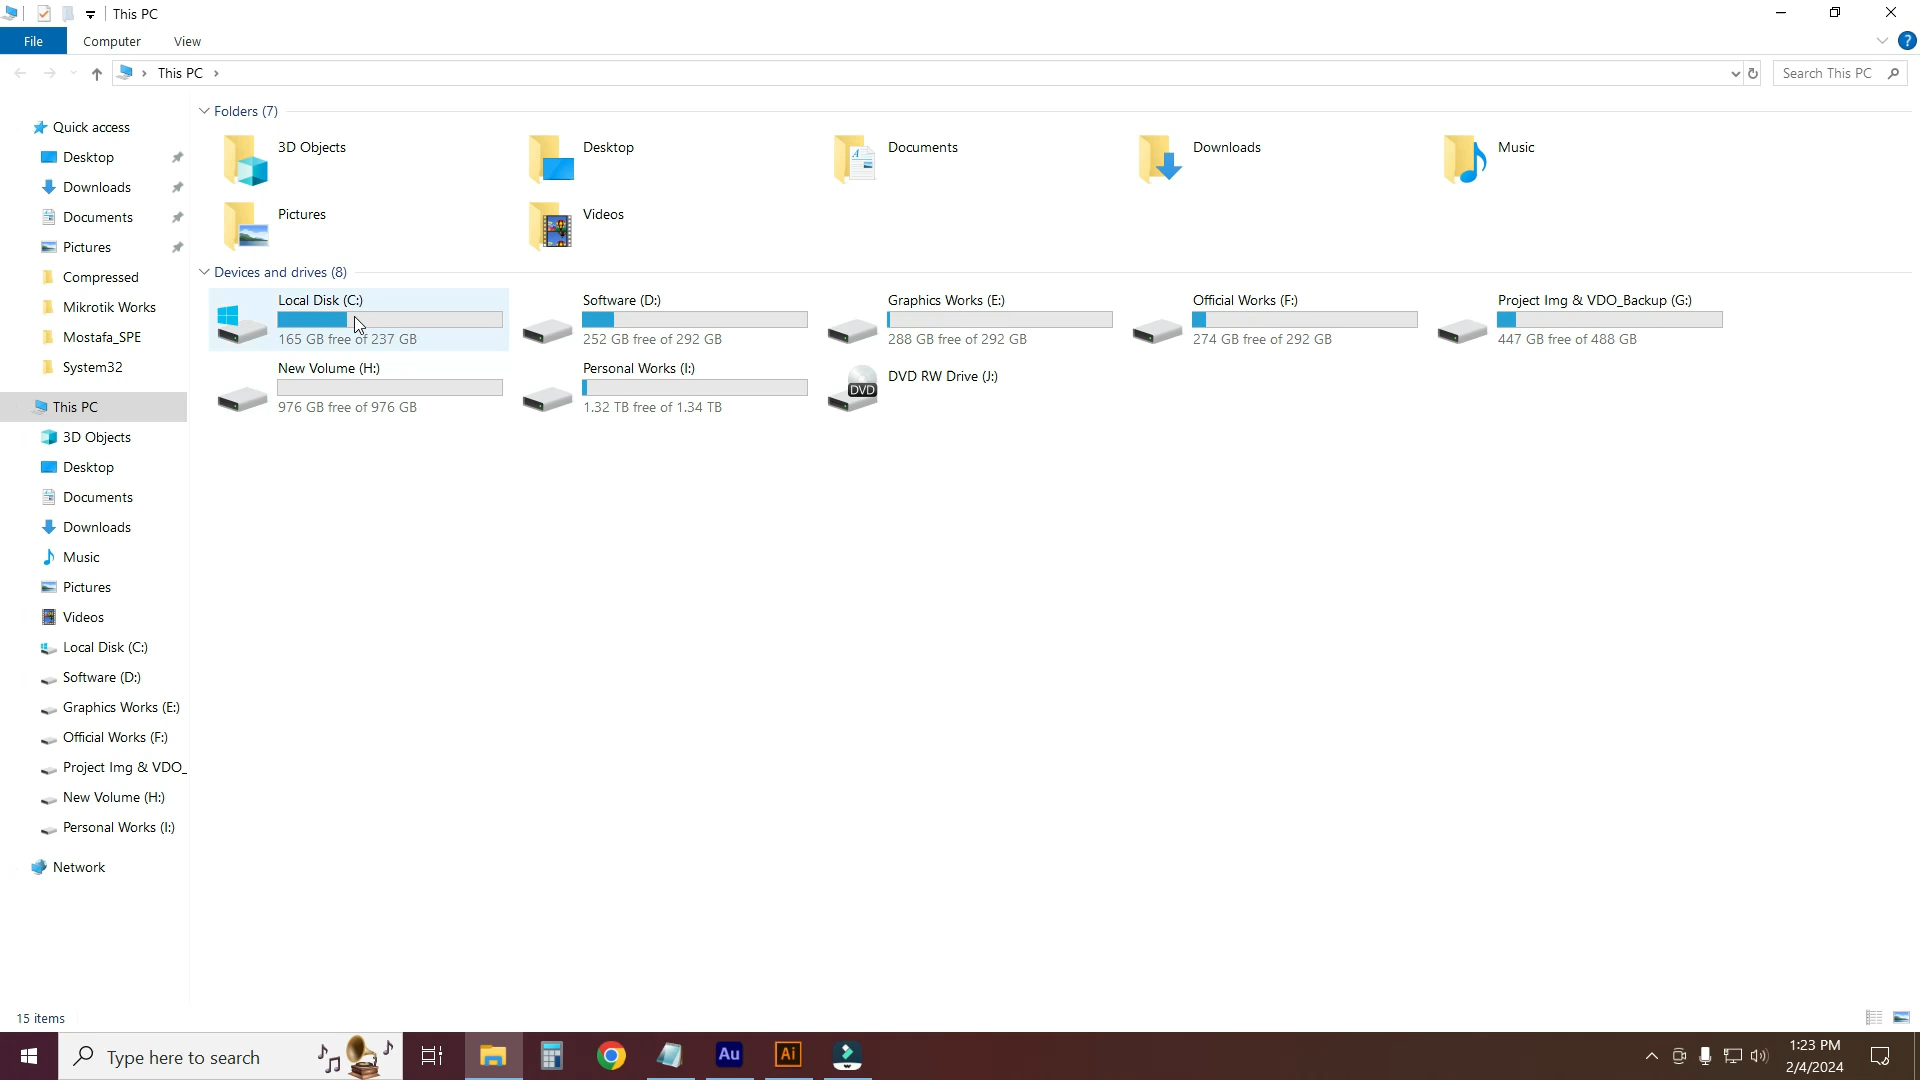 This PC
File Computer View
This PC
Search This PC
Quick access
Desktop
Downloads
Documents
Pictures
Compressed
Mikrotik Works
Mostafa_SPE
System32
This PC
3D Objects
Desktop
Documents
Downloads
Music
Pictures
Videos
Local Disk (C:)
Software (D:)
Graphics Works (E:)
Official Works (F:)
Project Img & VDO_
New Volume (H:)
Personal Works (I:)
Network
Folders (7)
3D Objects
Desktop
Documents
Downloads
Music
Pictures
Videos
Devices and drives (8)
Local Disk (C:)
165 GB free of 237 GB
Software (D:)
252 GB free of 292 GB
Graphics Works (E:)
288 GB free of 292 GB
Official Works (F:)
274 GB free of 292 GB
Project Img & VDO_Backup (G:)
447 GB free of 488 GB
New Volume (H:)
976 GB free of 976 GB
Personal Works (I:)
1.32 TB free of 1.34 TB
DVD
DVD RW Drive (J:)
15 items
Type here to search
Au
Ai
1:23 PM
2/4/2024